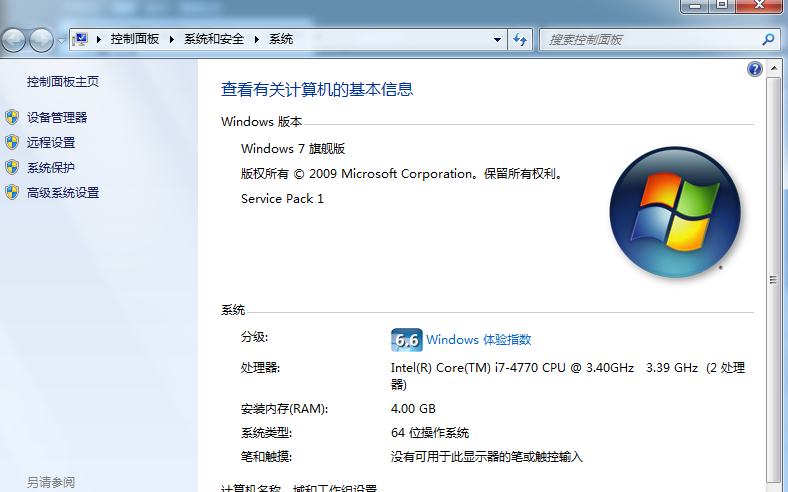 控制面板 系统和安全 系统
搜索控制面板
控制面板主页
设备管理器
远程设置
系统保护
高级系统设置
另请参阅
查看有关计算机的基本信息
Windows 版本
Windows 7 旗舰版
版权所有 © 2009 Microsoft Corporation。保留所有权利。
Service Pack 1
系统
分级: 6.6 Windows 体验指数
处理器: Intel(R) Core(TM) i7-4770 CPU @ 3.40GHz 3.39 GHz (2 处理
器)
安装内存(RAM): 4.00 GB
系统类型: 64 位操作系统
笔和触摸: 没有可用于此显示器的笔或触控输入
计算机名称、域和工作组设置